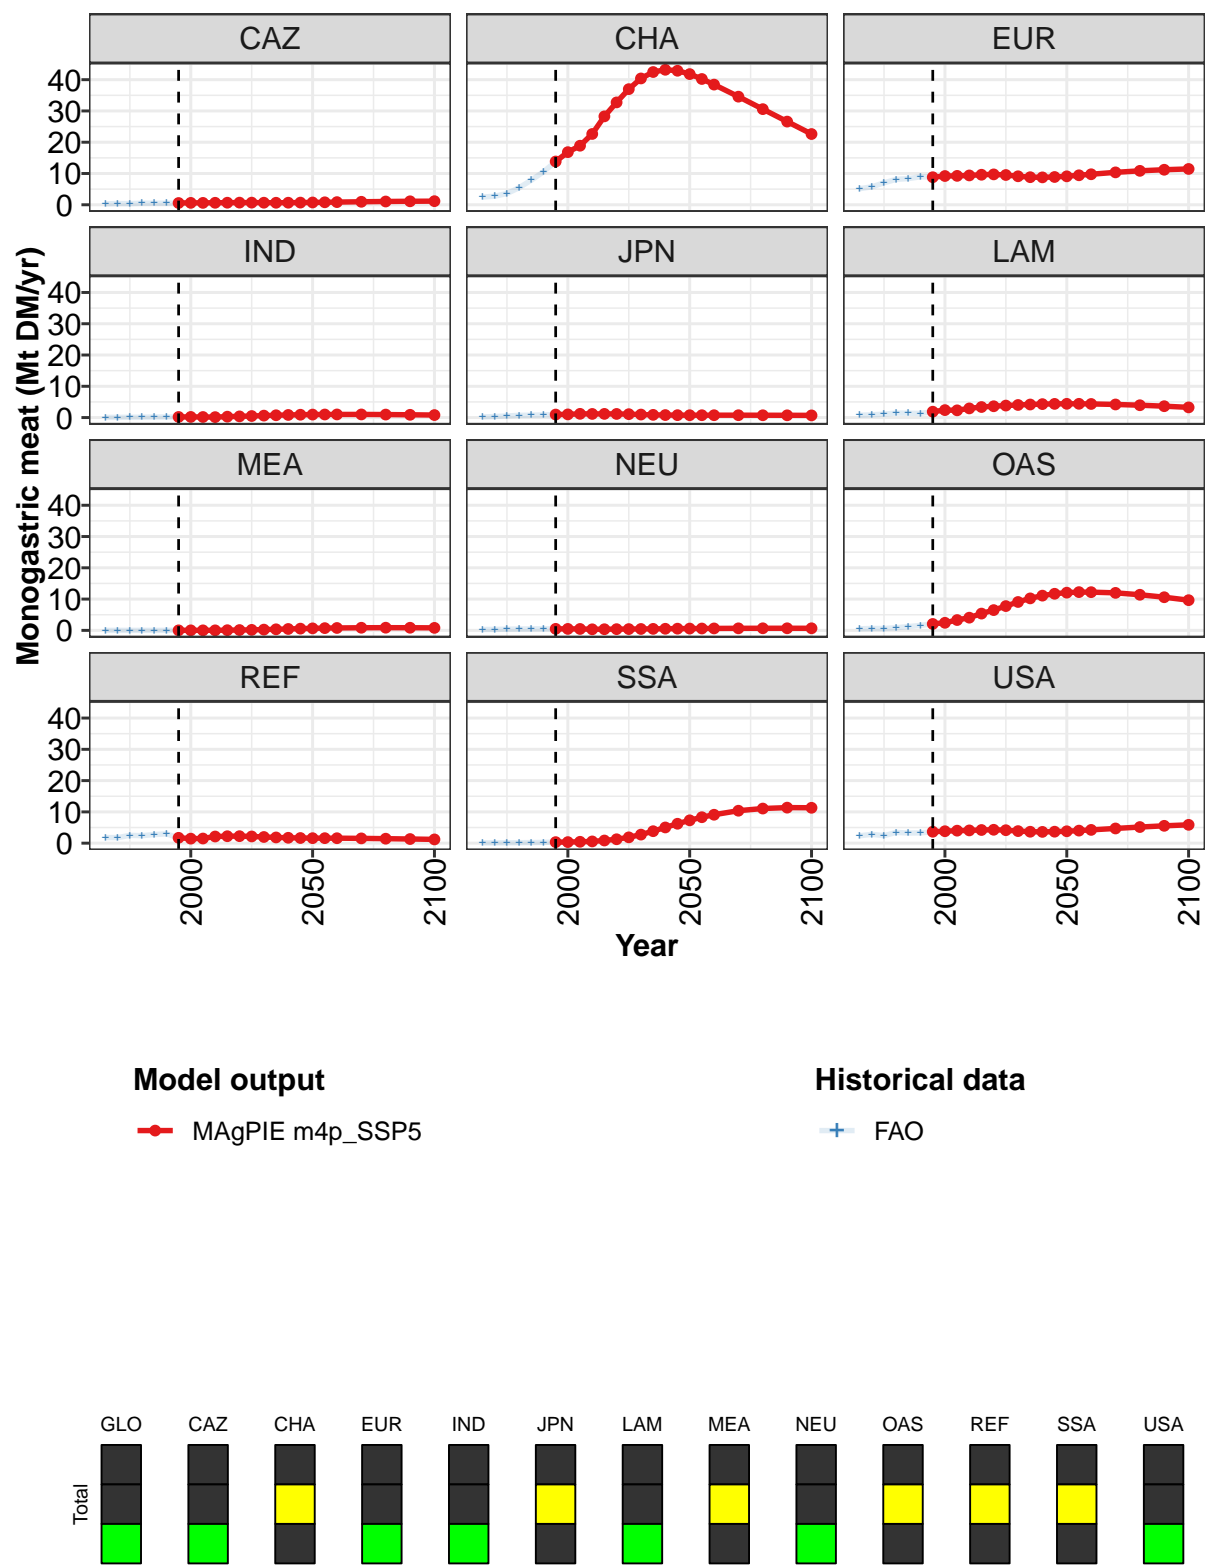 CAZ CHA EUR
40
30
20
10
0
IND JPN LAM
40
30
20
10
0
MEA NEU OAS
40
30
20
10
0
REF SSA USA
40
30
20
10
0
Monogastric meat (Mt DM/yr)
2000 2050 2100 2000 2050 2100 2000 2050 2100
Year
Model output Historical data
MAgPIE m4p_SSP5 FAO
GLO CAZ CHA EUR IND JPN LAM MEA NEU OAS REF SSA USA
Total